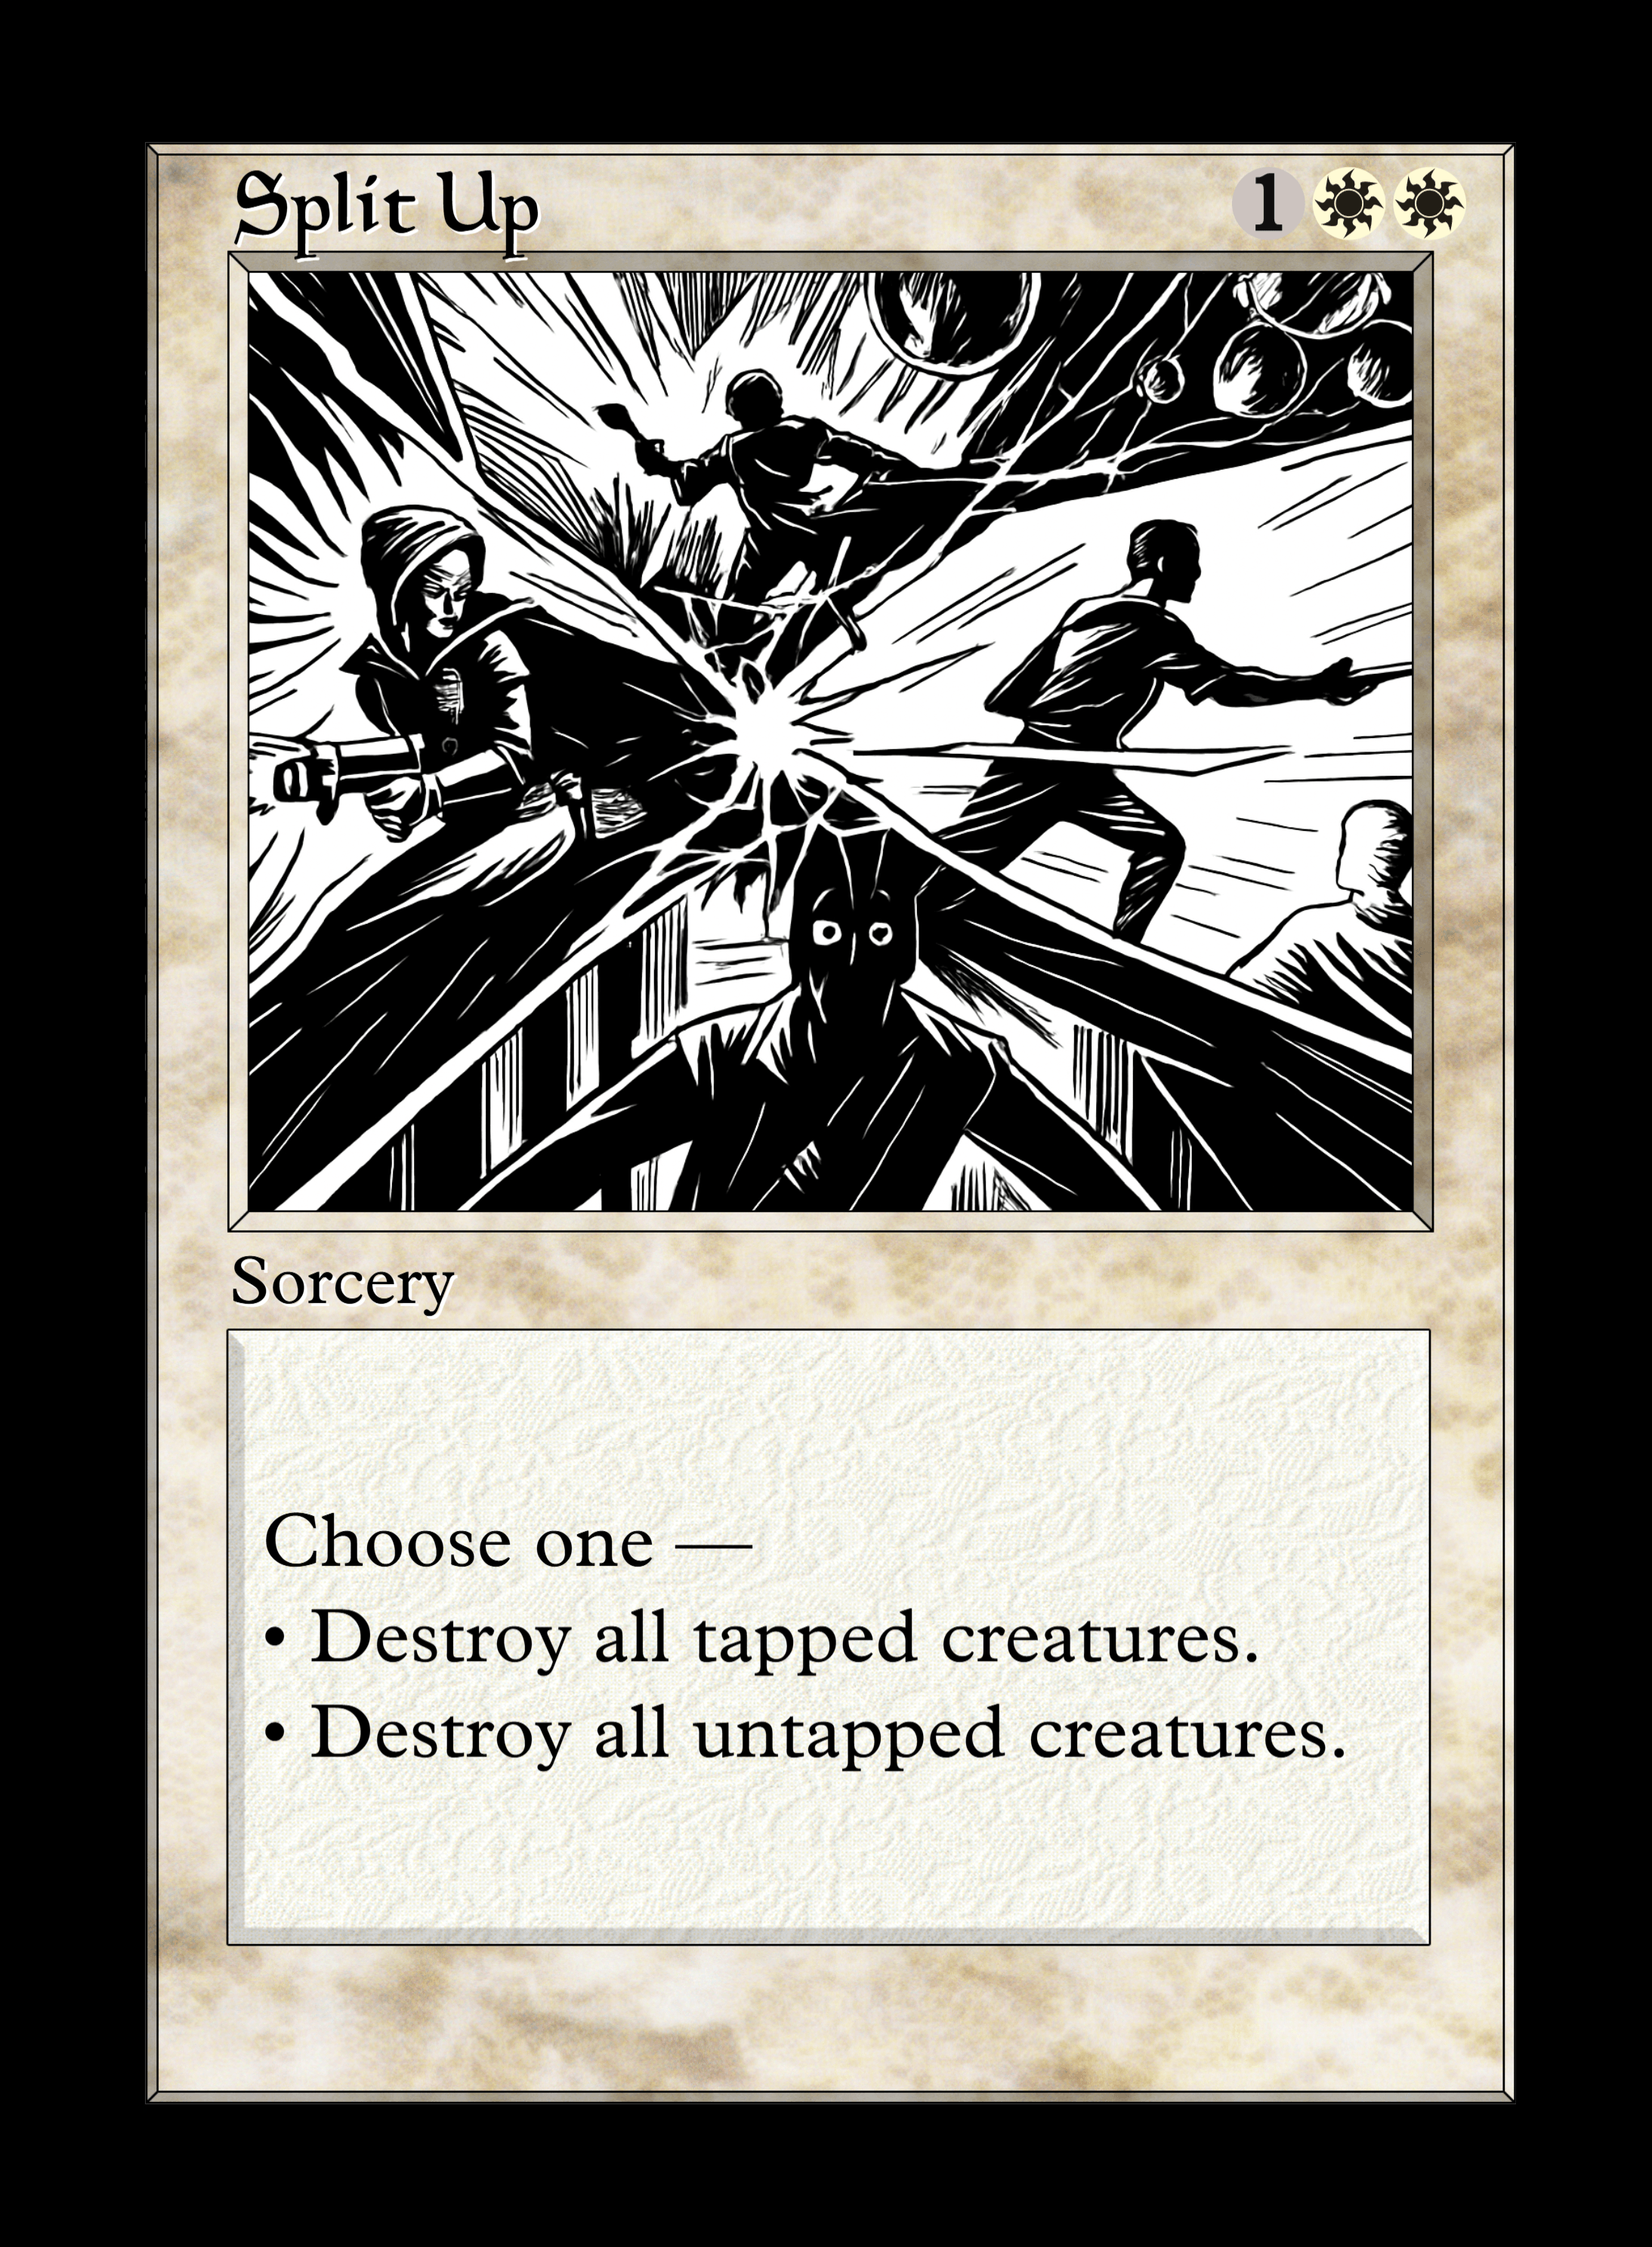 Split Up 1
Sorcery
Choose one —
• Destroy all tapped creatures.
• Destroy all untapped creatures.